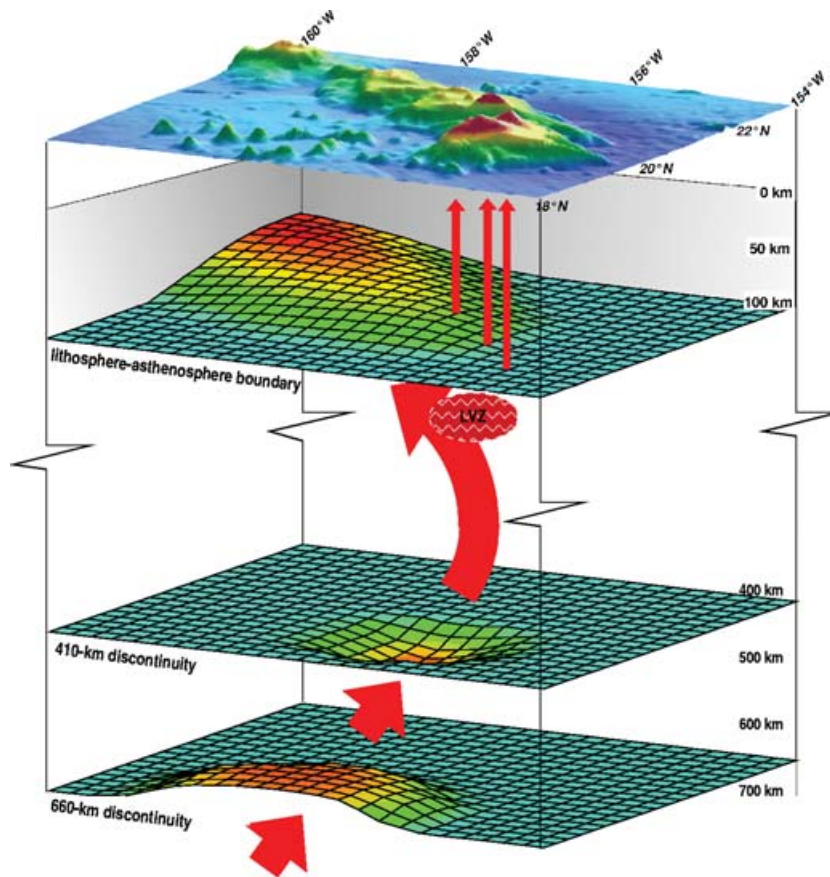 160°W
158°W
156°W
154°W
22°N
20°N
18°N
0 km
50 km
100 km
lithosphere-asthenosphere boundary
LVZ
400 km
410-km discontinuity
500 km
600 km
700 km
660-km discontinuity